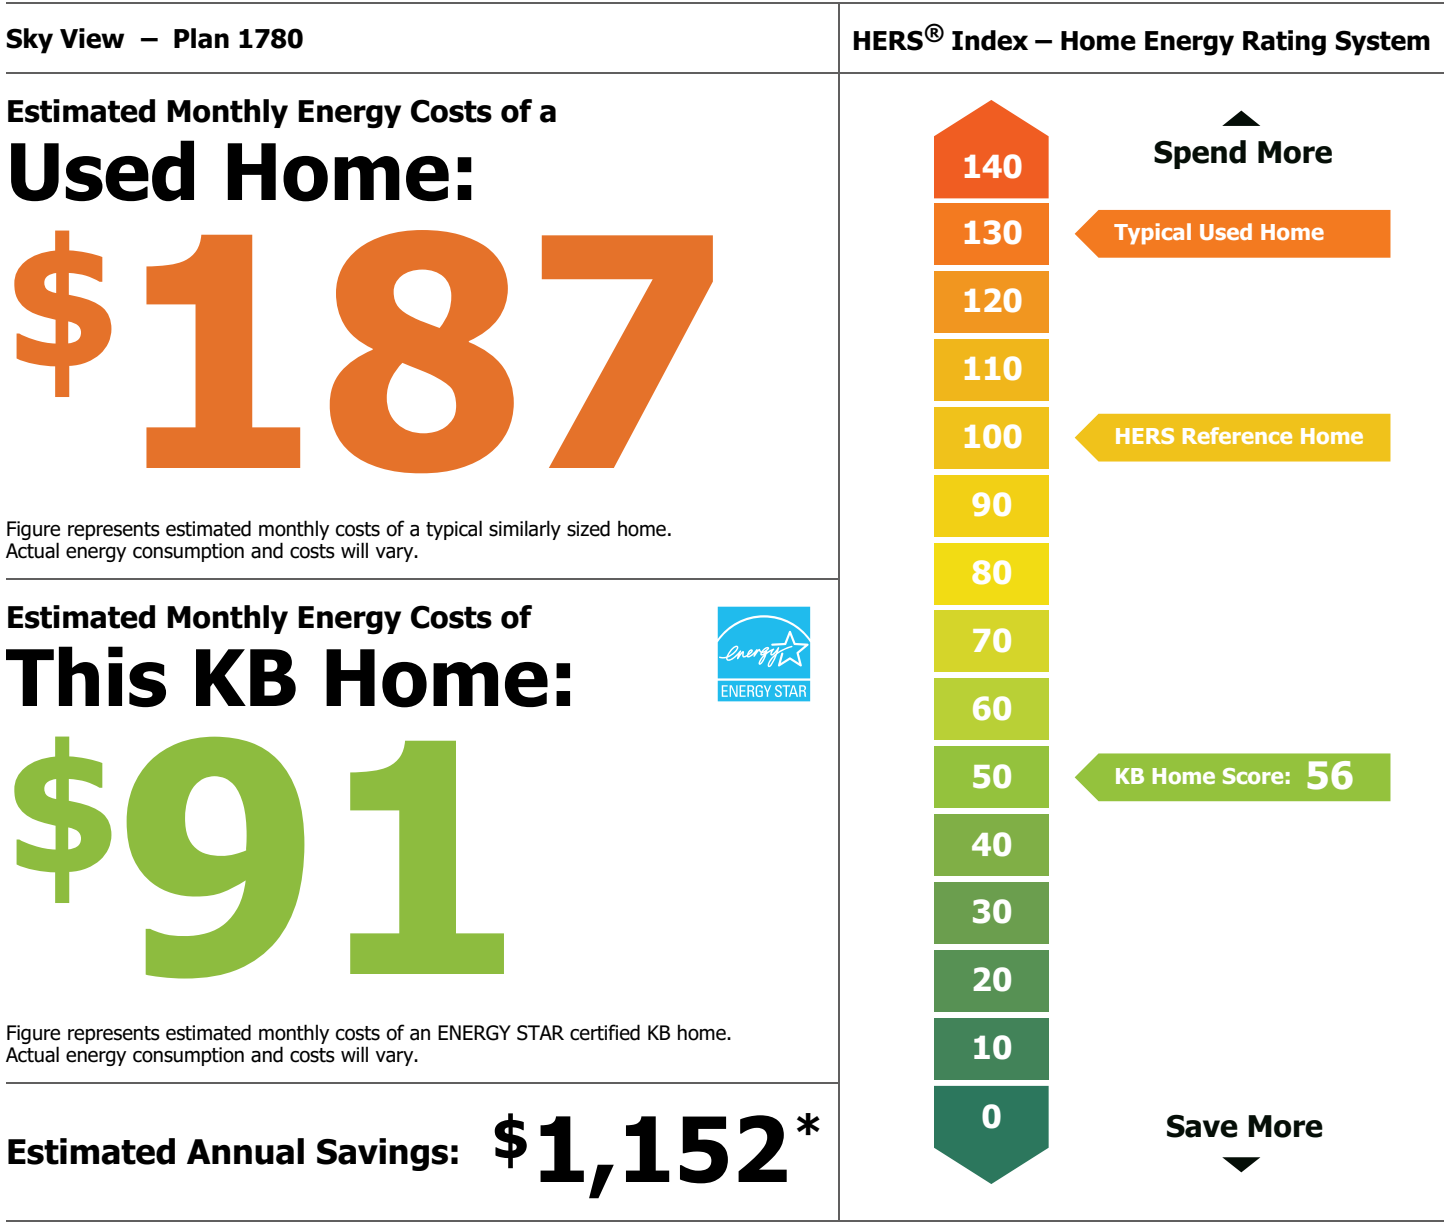 Sky View – Plan 1780
Estimated Monthly Energy Costs of a
Used Home:
$187
Figure represents estimated monthly costs of a typical similarly sized home.
Actual energy consumption and costs will vary.
Estimated Monthly Energy Costs of
This KB Home:
energy
ENERGY STAR
$91
Figure represents estimated monthly costs of an ENERGY STAR certified KB home.
Actual energy consumption and costs will vary.
Estimated Annual Savings: $1,152*
HERS® Index – Home Energy Rating System
Spend More
140
130 Typical Used Home
120
110
100 HERS Reference Home
90
80
70
60
50 KB Home Score: 56
40
30
20
10
0
Save More